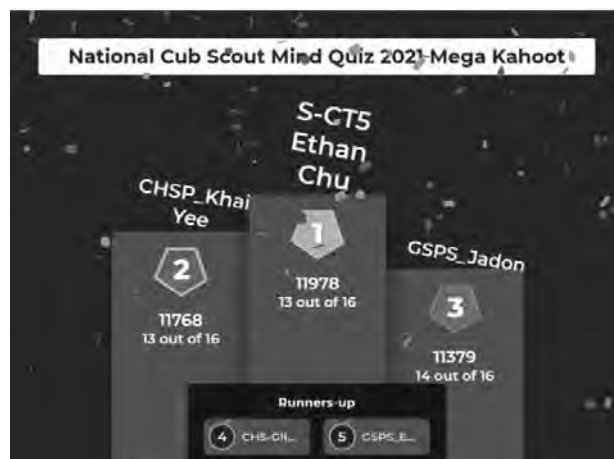 National Cub Scout Mind Quiz 2021 Mega Kahoot
S-CT5
Ethan
Chu
1
11978
13 out of 16
CHSP_Khai
Yee
2
11768
13 out of 16
GSPS_Jadon
3
11379
14 out of 16
Runners-up
4
5 GSPS_E...